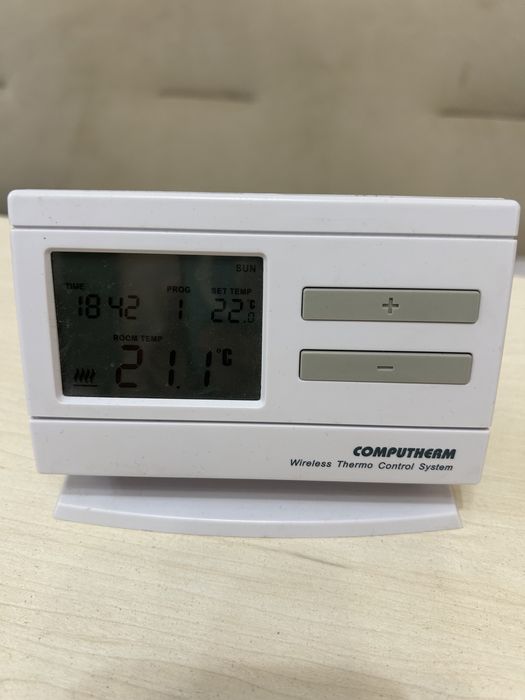 SUN
TIME PROG SET TEMP
18 42 1 22.0 °C
ROOM TEMP
21.1 °C
+
−
COMPUTHERM
Wireless Thermo Control System